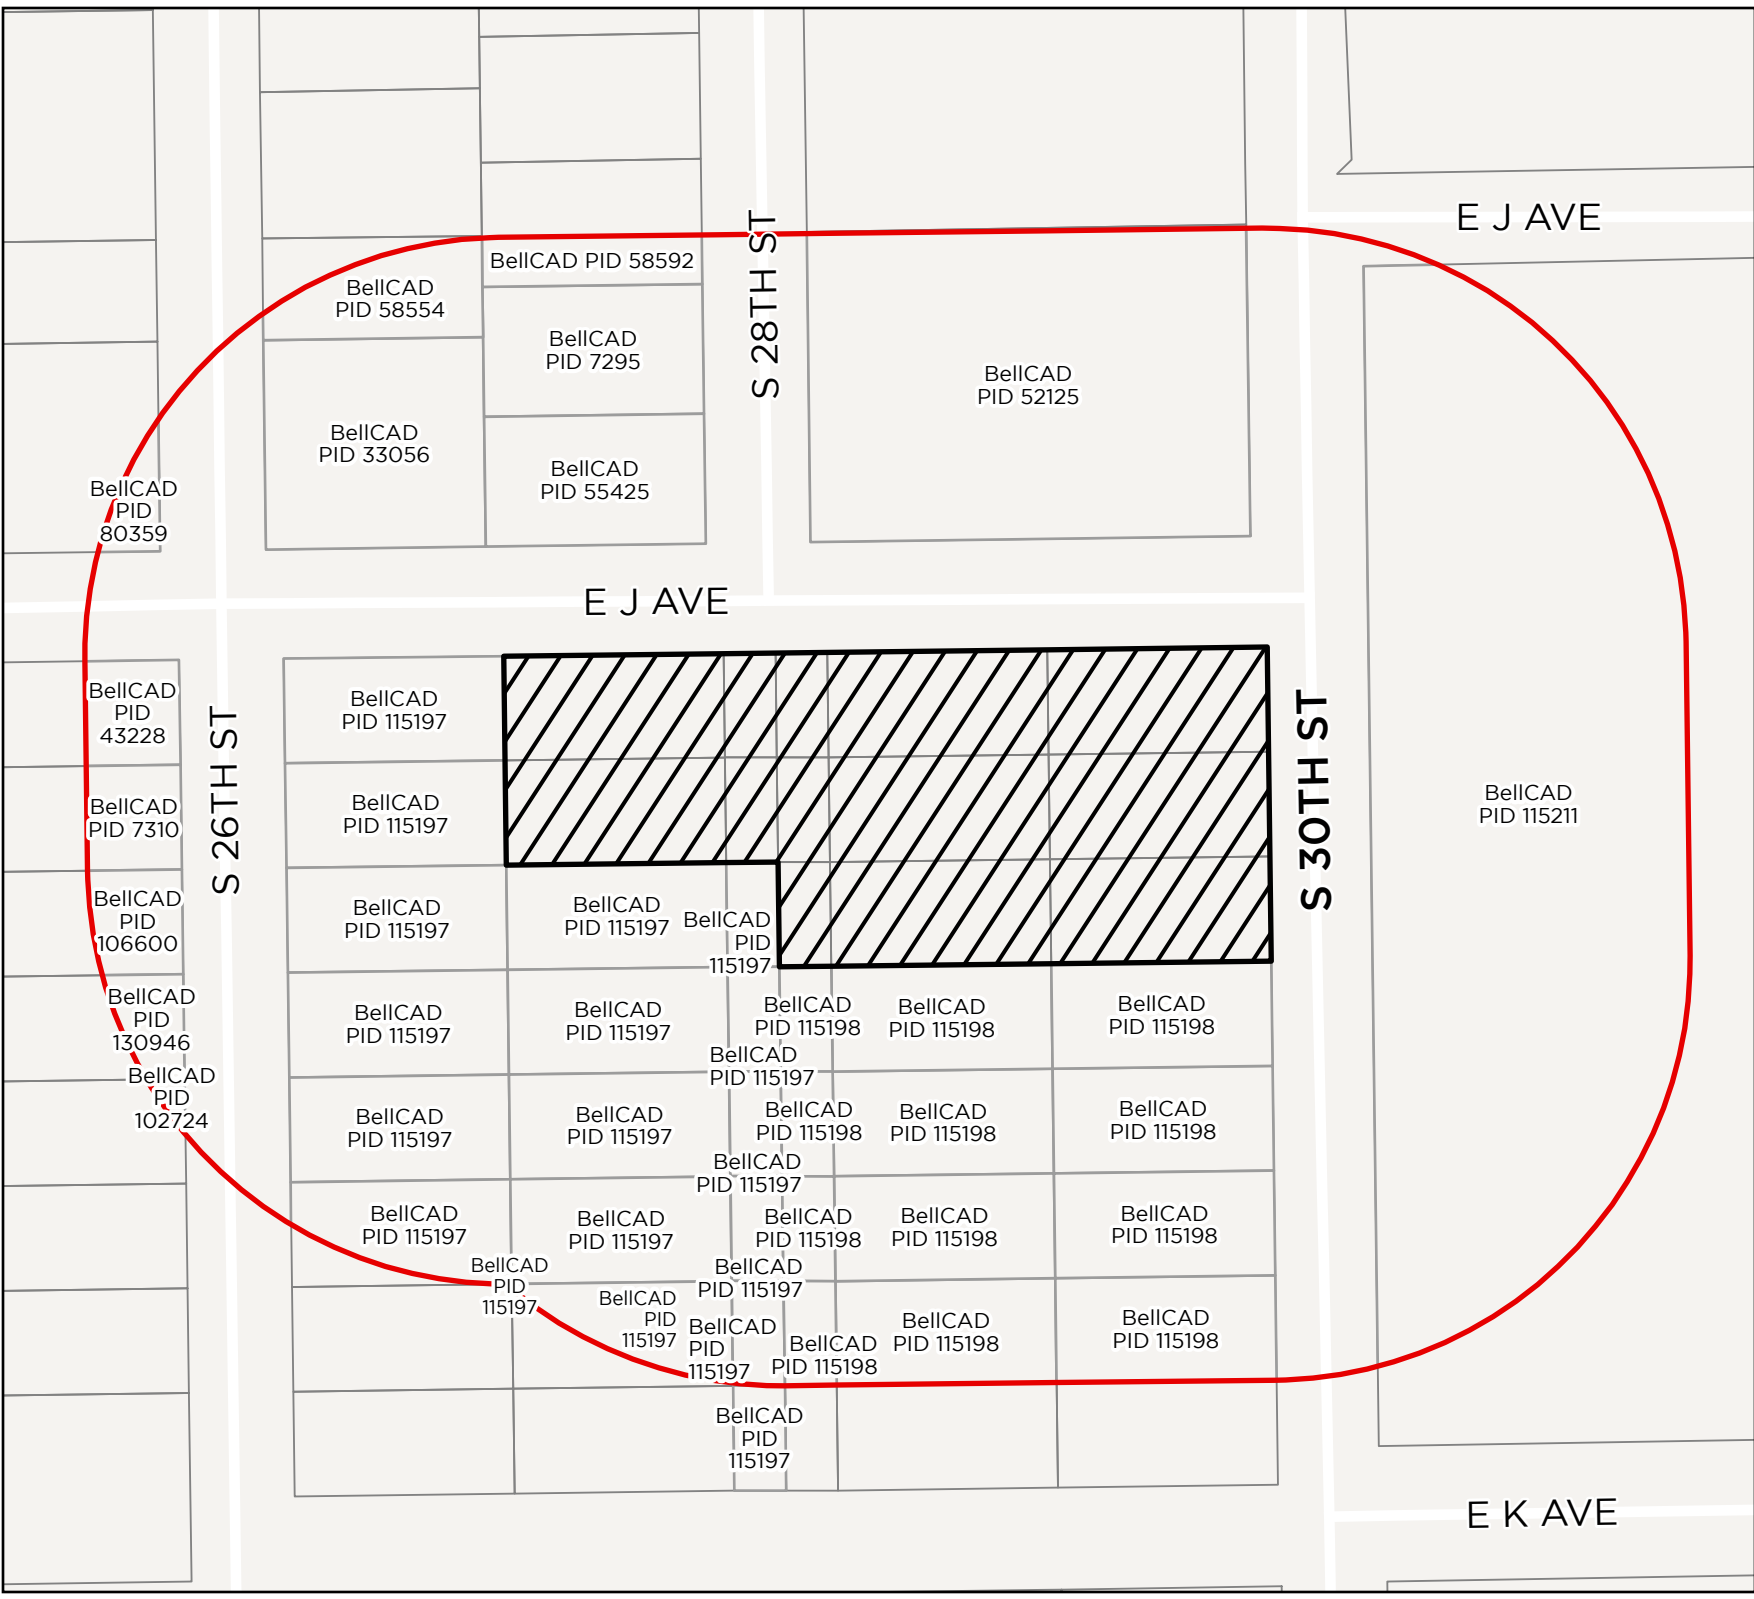 E J AVE
S 28TH ST
BellCAD PID 58592
BellCAD
PID 58554
BellCAD
PID 7295
BellCAD
PID 52125
BellCAD
PID 33056
BellCAD
PID 55425
BellCAD
PID
80359
E J AVE
BellCAD
PID
43228
S 26TH ST
BellCAD
PID 115197
S 30TH ST
BellCAD
PID 7310
BellCAD
PID 115197
BellCAD
PID 115211
BellCAD
PID
106600
BellCAD
PID 115197
BellCAD
PID 115197
BellCAD
PID
115197
BellCAD
PID
130946
BellCAD
PID 115197
BellCAD
PID 115197
BellCAD
PID 115198
BellCAD
PID 115198
BellCAD
PID 115198
BellCAD
PID 115197
BellCAD
PID
102724
BellCAD
PID 115197
BellCAD
PID 115197
BellCAD
PID 115198
BellCAD
PID 115198
BellCAD
PID 115198
BellCAD
PID 115197
BellCAD
PID 115197
BellCAD
PID 115197
BellCAD
PID 115198
BellCAD
PID 115198
BellCAD
PID 115198
BellCAD
PID
115197
BellCAD
PID 115197
BellCAD
PID
115197
BellCAD
PID
115197
BellCAD
PID 115198
BellCAD
PID 115198
BellCAD
PID 115198
BellCAD
PID
115197
E K AVE